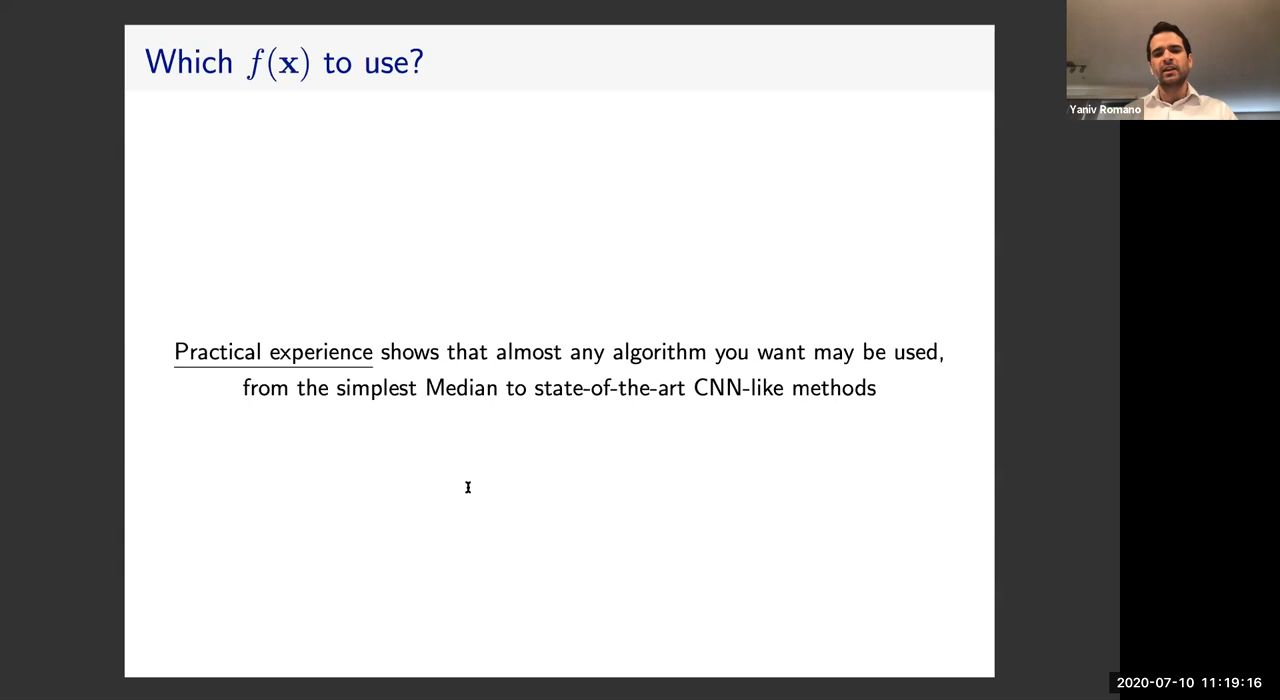 Which f(x) to use?
Yaniv Romano
Practical experience shows that almost any algorithm you want may be used,
from the simplest Median to state-of-the-art CNN-like methods
2020-07-10 11:19:16